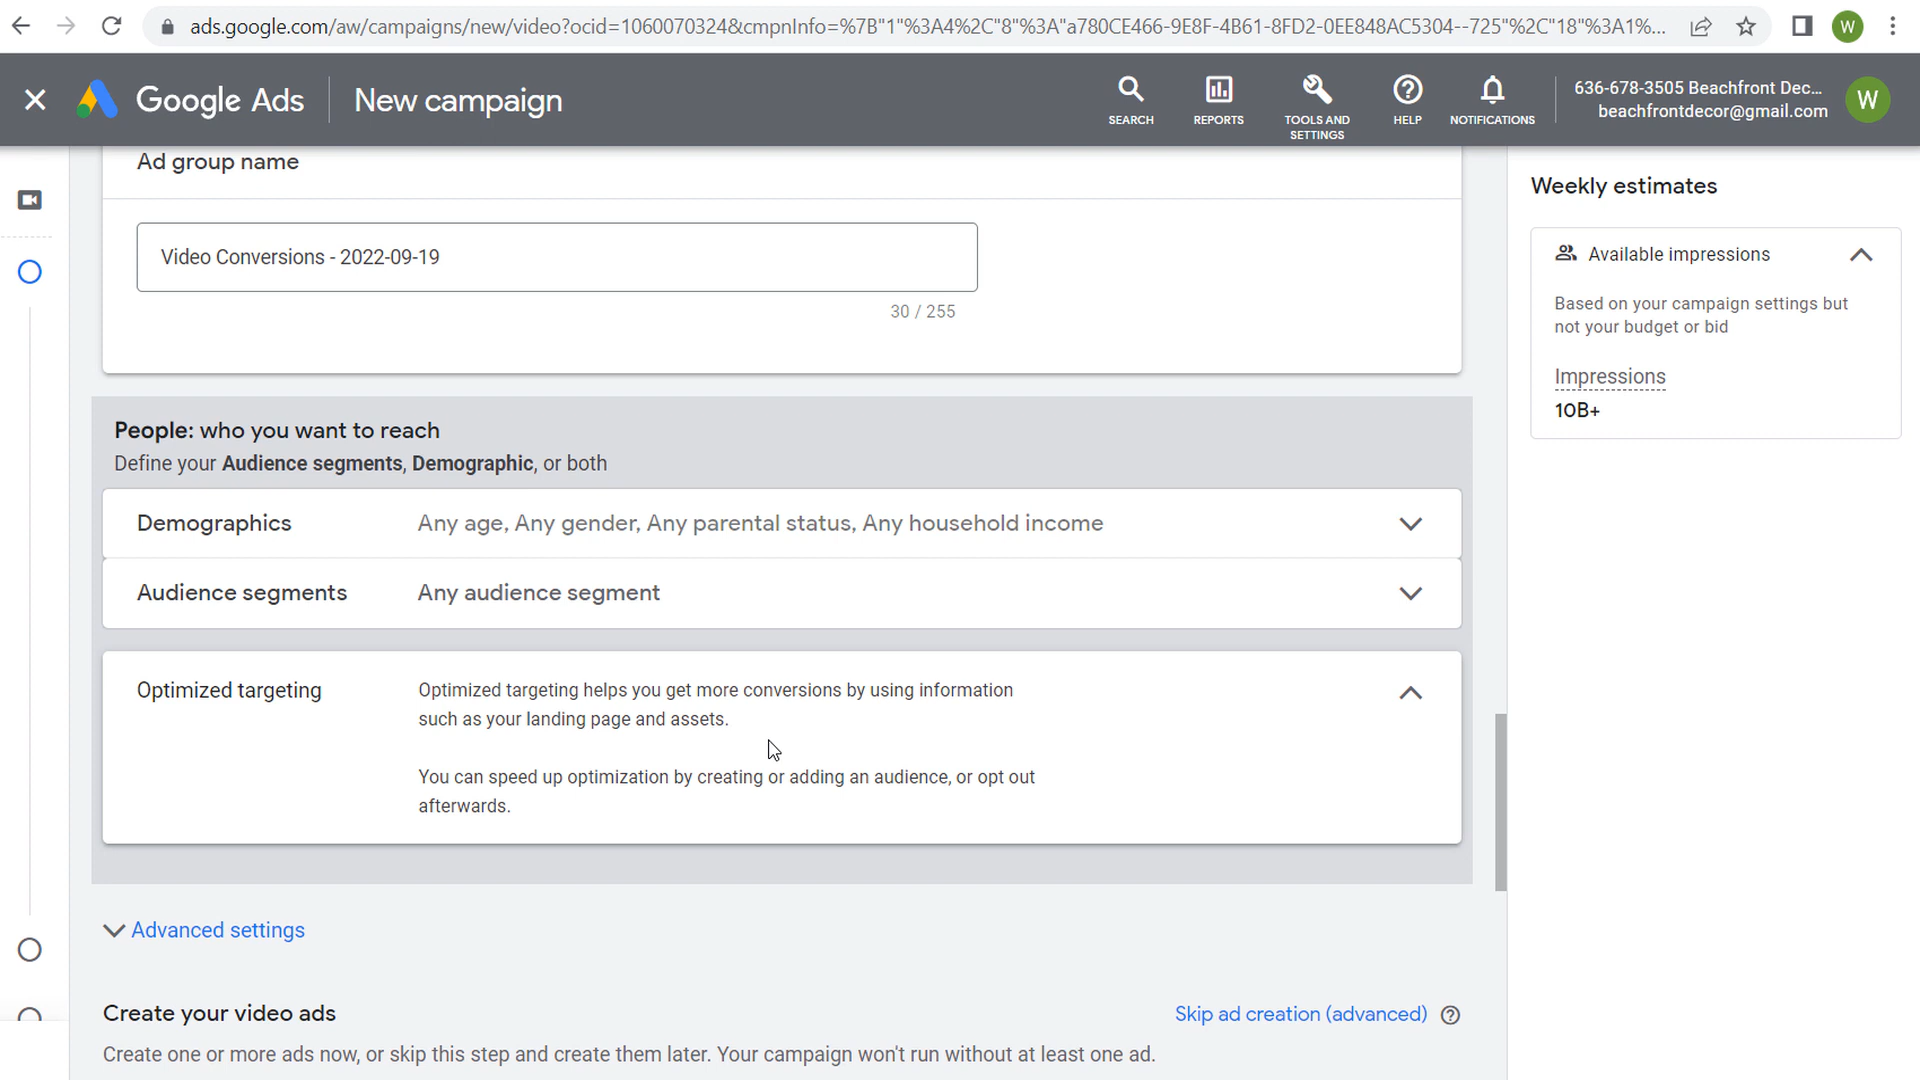 ads.google.com/aw/campaigns/new/video?ocid=1060070324&cmpnInfo=%7B"1"%3A4%2C"8"%3A"a780CE466-9E8F-4B61-8FD2-0EE848AC5304--725"%2C"18"%3A1%...
W
Google Ads
New campaign
SEARCH
REPORTS
TOOLS AND
SETTINGS
HELP
NOTIFICATIONS
636-678-3505 Beachfront Dec...
beachfrontdecor@gmail.com
W
Ad group name
Video Conversions - 2022-09-19
30 / 255
People: who you want to reach
Define your Audience segments, Demographic, or both
Demographics
Any age, Any gender, Any parental status, Any household income
Audience segments
Any audience segment
Optimized targeting
Optimized targeting helps you get more conversions by using information
such as your landing page and assets.
You can speed up optimization by creating or adding an audience, or opt out
afterwards.
Advanced settings
Create your video ads
Skip ad creation (advanced)
Create one or more ads now, or skip this step and create them later. Your campaign won't run without at least one ad.
Weekly estimates
Available impressions
Based on your campaign settings but
not your budget or bid
Impressions
10B+